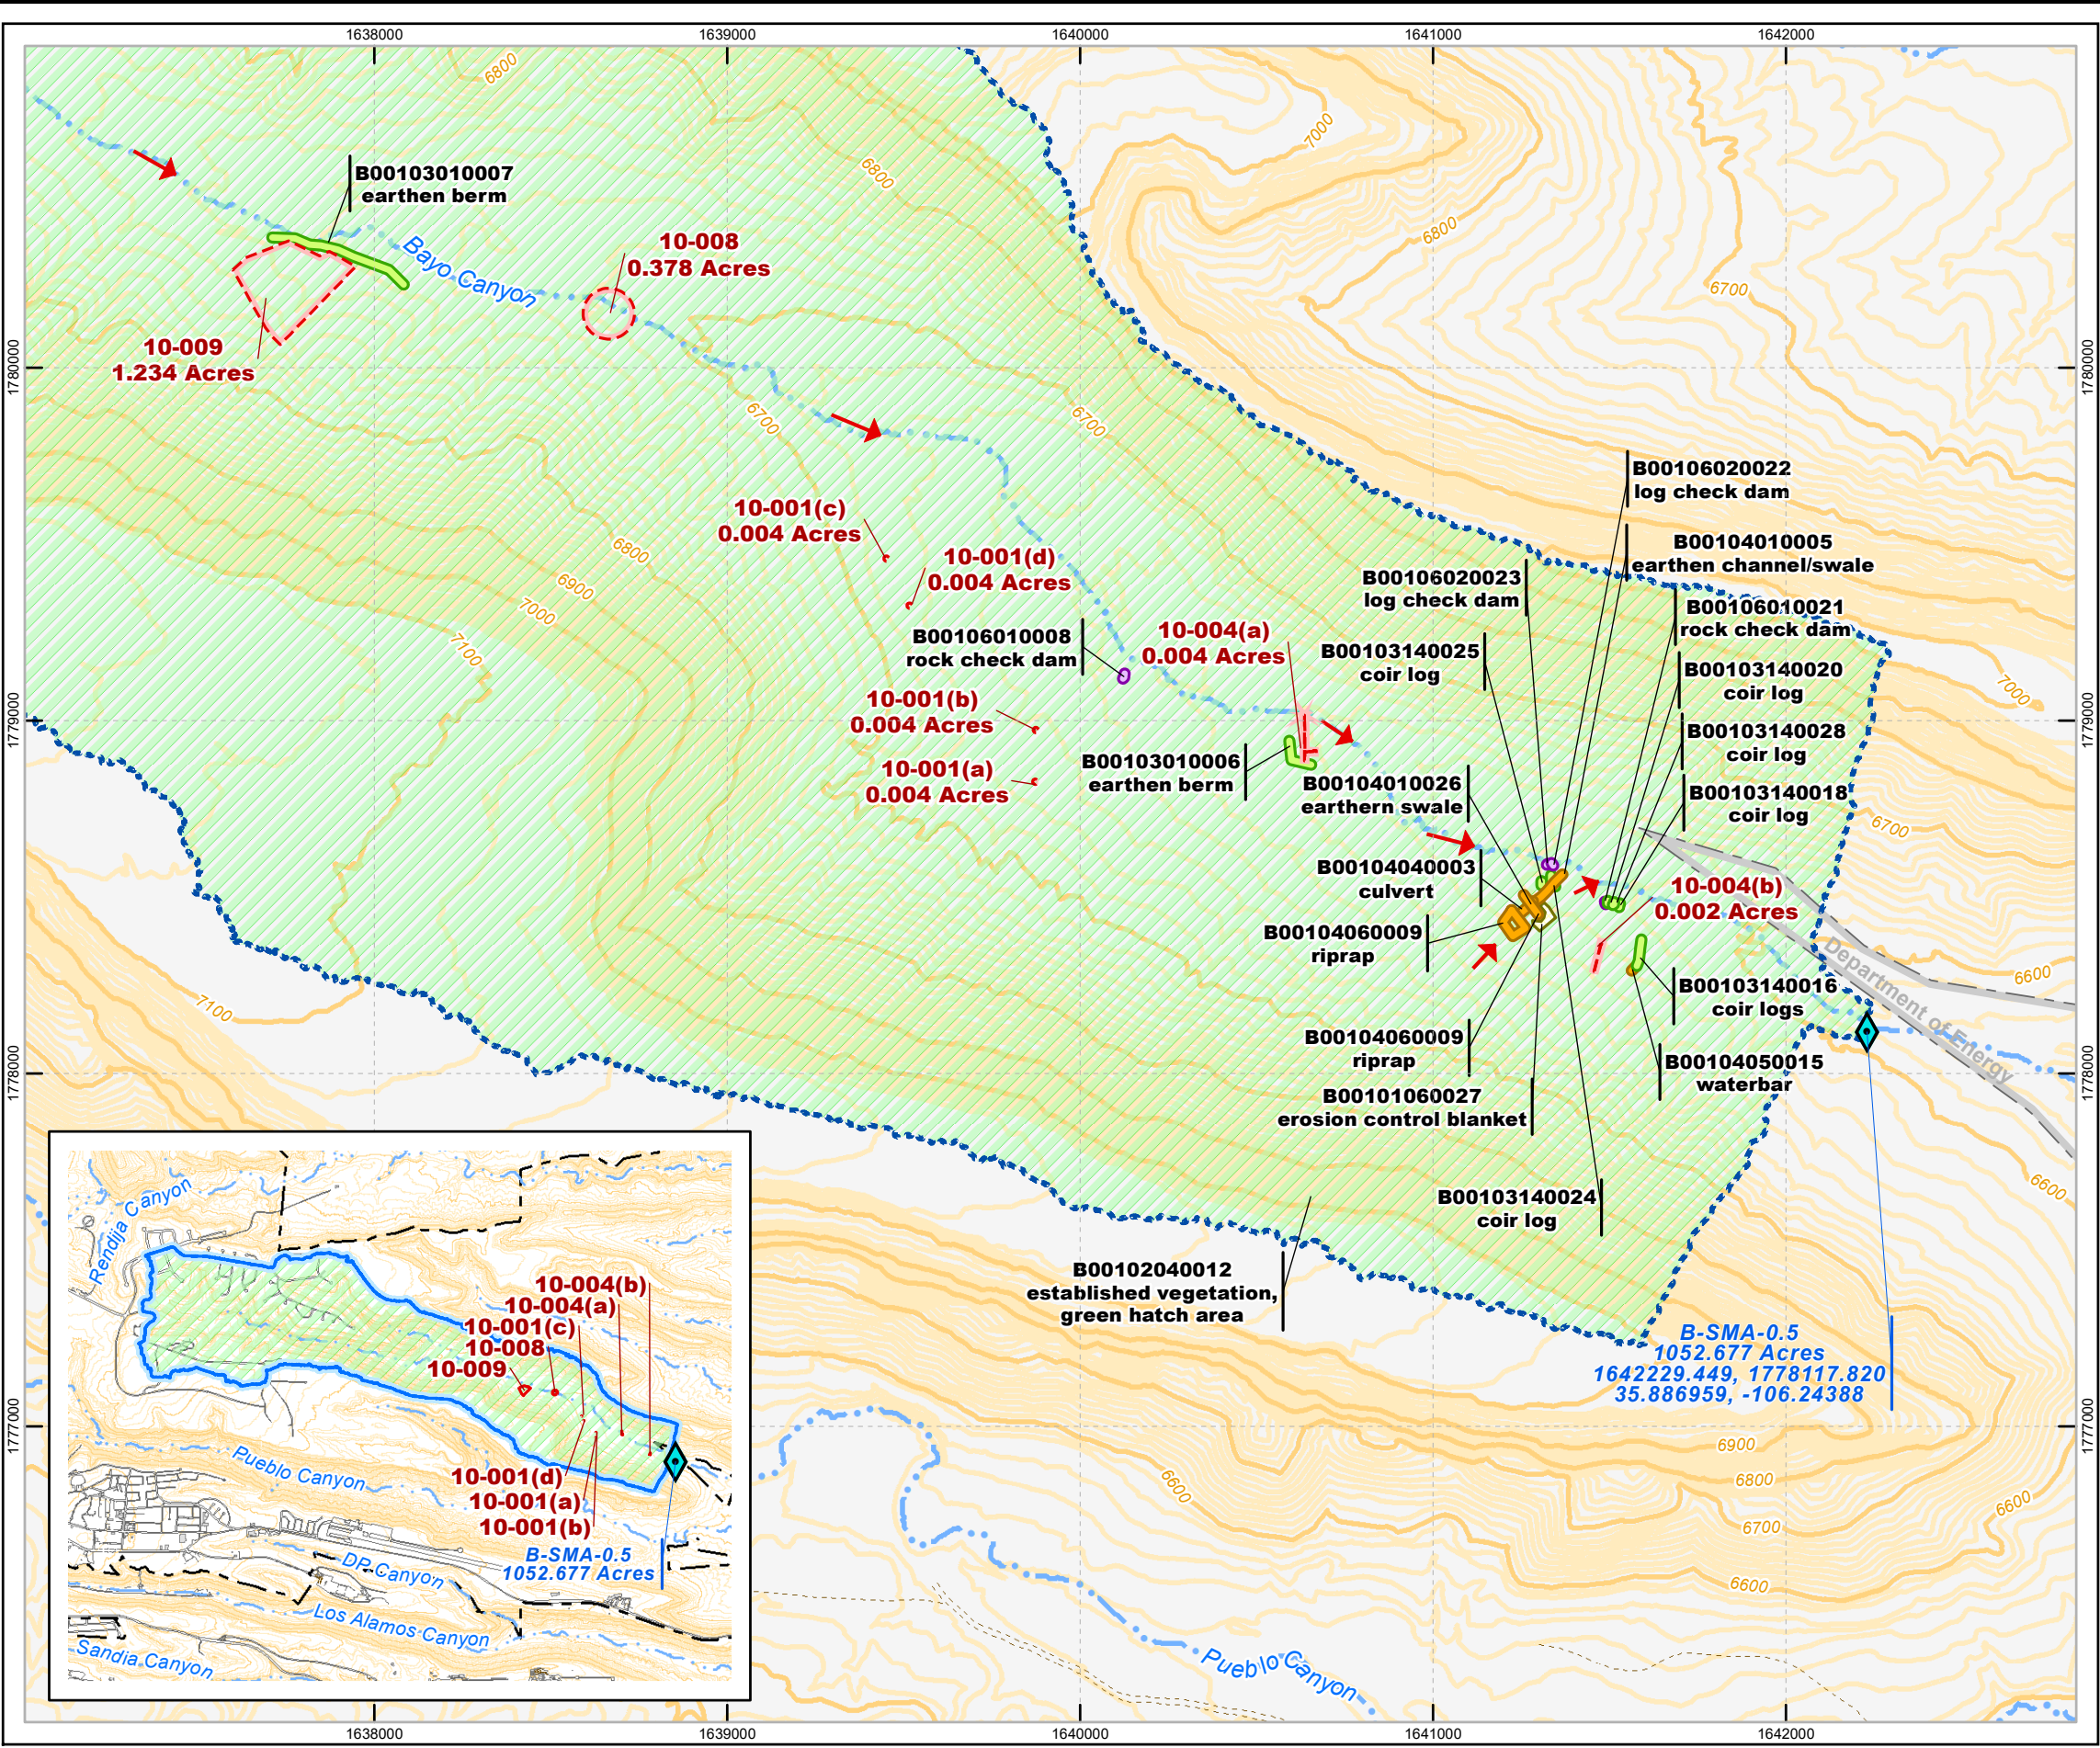 1638000
1639000
1640000
1641000
1642000
1780000
1779000
1778000
1777000
1780000
1779000
1778000
1777000
6800
6800
7000
6800
6700
B00103010007
earthen berm
Bayo Canyon
10-008
0.378 Acres
10-009
1.234 Acres
6700
6700
B00106020022
log check dam
10-001(c)
0.004 Acres
6800
6900
7000
7100
10-001(d)
0.004 Acres
B00104010005
earthen channel/swale
B00106020023
log check dam
B00106010021
rock check dam
B00106010008
rock check dam
10-004(a)
0.004 Acres
B00103140025
coir log
B00103140020
coir log
7000
10-001(b)
0.004 Acres
B00103140028
coir log
10-001(a)
0.004 Acres
B00103010006
earthen berm
B00104010026
earthern swale
B00103140018
coir log
6700
B00104040003
culvert
10-004(b)
0.002 Acres
B00104060009
riprap
Department of Energy
6600
7100
B00103140016
coir logs
B00104060009
riprap
B00104050015
waterbar
B00101060027
erosion control blanket
6600
B00103140024
coir log
B00102040012
established vegetation,
green hatch area
B-SMA-0.5
1052.677 Acres
1642229.449, 1778117.820
35.886959, -106.24388
6900
6800
6700
6600
6600
6600
Pueblo Canyon
Rendija Canyon
10-004(b)
10-004(a)
10-001(c)
10-008
10-009
Pueblo Canyon
10-001(d)
10-001(a)
10-001(b)
B-SMA-0.5
1052.677 Acres
DP Canyon
Los Alamos Canyon
Sandia Canyon
1638000
1639000
1640000
1641000
1642000